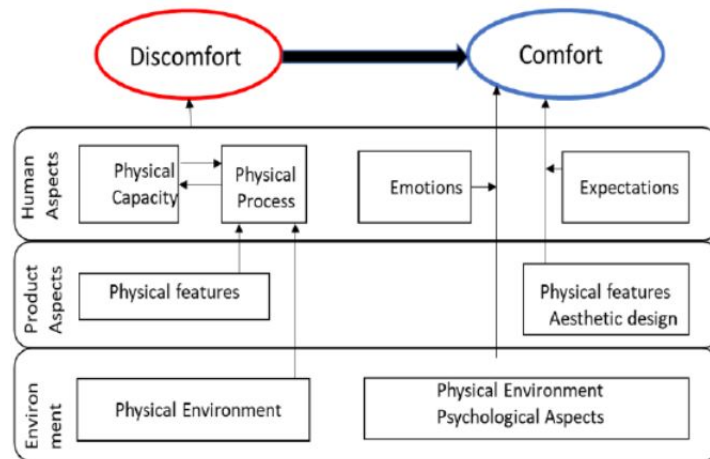 Discomfort
Comfort
Human
Aspects
Physical
Capacity
Physical
Process
Emotions
Expectations
Product
Aspects
Physical features
Physical features
Aesthetic design
Environ
ment
Physical Environment
Physical Environment
Psychological Aspects